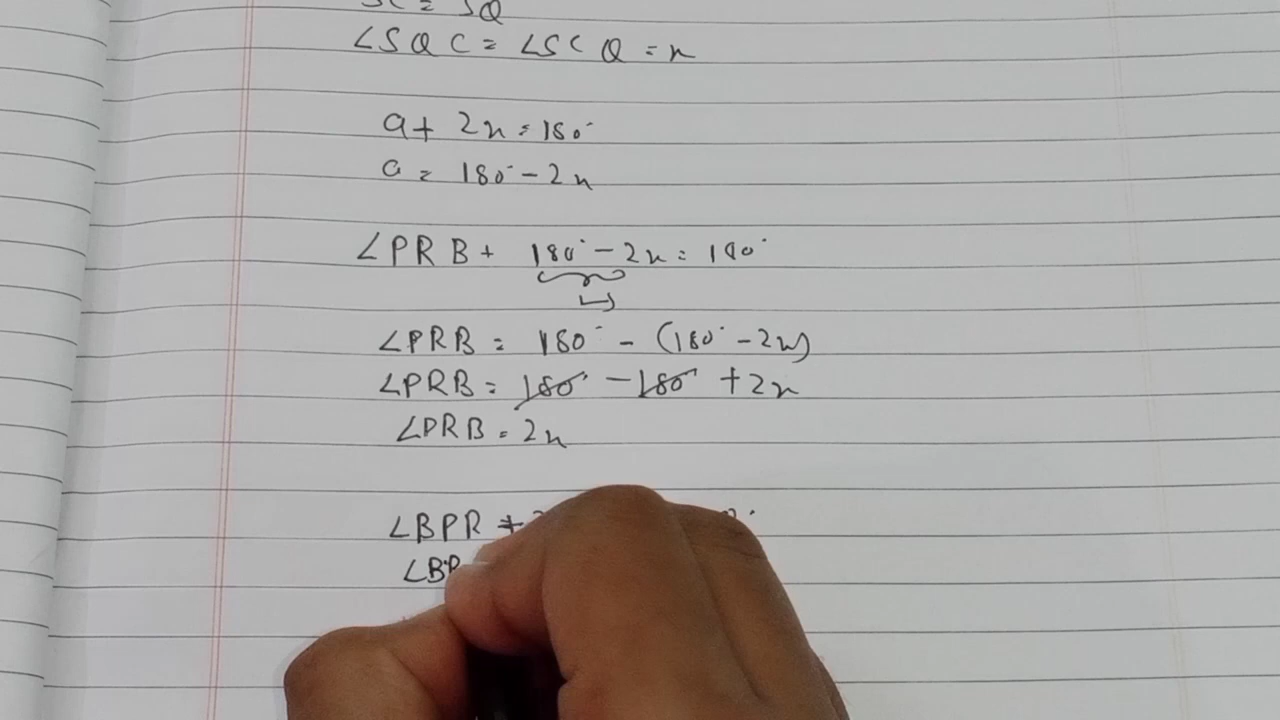 SC = SQ
∠SQC = ∠SCQ = x
a + 2x = 180°
a = 180° - 2x
∠PRB + 180° - 2x = 180°
∠PRB = 180° - (180° - 2x)
∠PRB = 180° - 180° + 2x
∠PRB = 2x
∠BPR +
∠BP